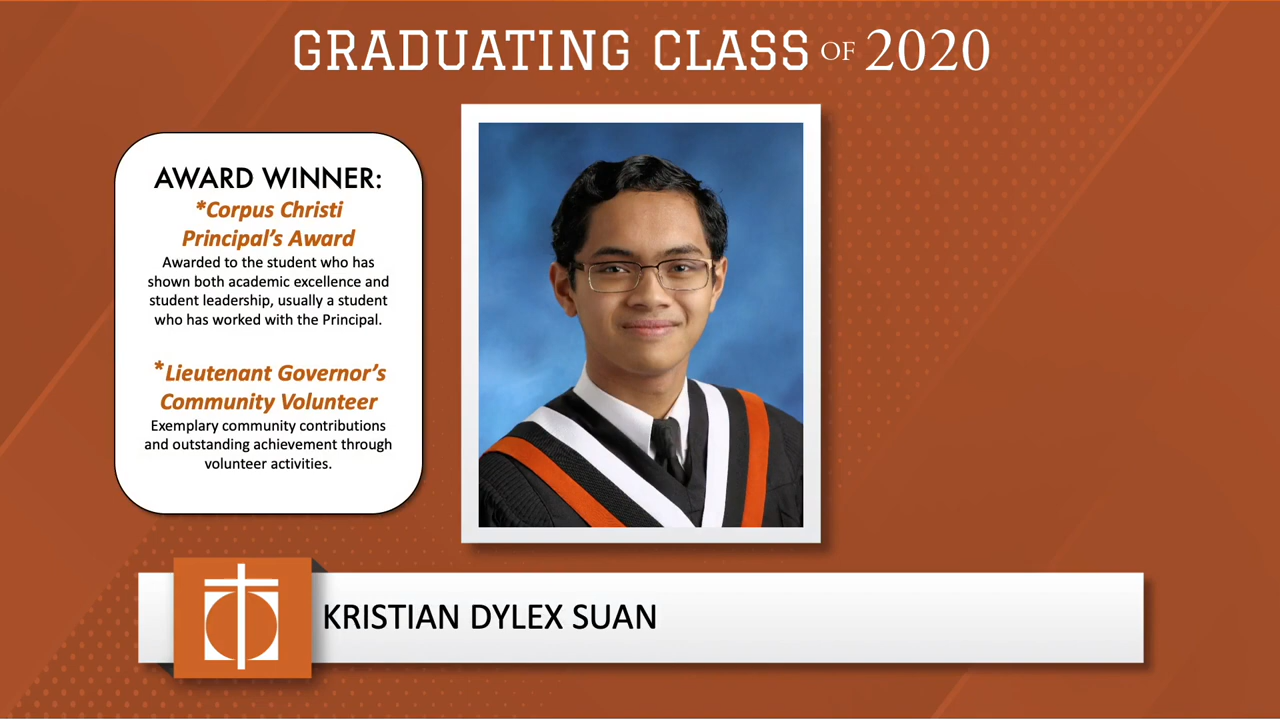 GRADUATING CLASS OF 2020
AWARD WINNER:
*Corpus Christi
Principal’s Award
Awarded to the student who has
shown both academic excellence and
student leadership, usually a student
who has worked with the Principal.
*Lieutenant Governor’s
Community Volunteer
Exemplary community contributions
and outstanding achievement through
volunteer activities.
KRISTIAN DYLEX SUAN